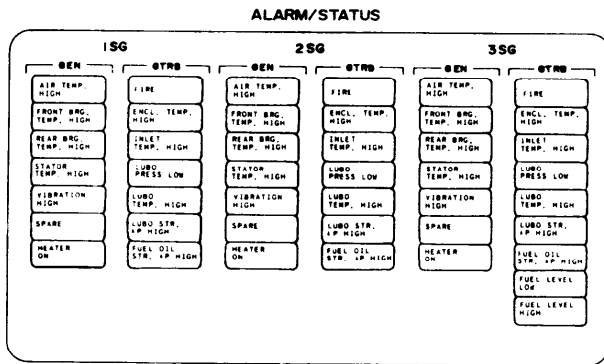 ALARM/STATUS
1SG
GEN
AIR TEMP,
HIGH
FRONT BRG,
TEMP, HIGH
REAR BRG,
TEMP, HIGH
STATOR
TEMP, HIGH
VIBRATION
HIGH
SPARE
HEATER
ON
GTRB
FIRE
ENCL, TEMP,
HIGH
INLET
TEMP, HIGH
LUBO
PRESS LOW
LUBO
TEMP, HIGH
LUBO STR,
ΔP HIGH
FUEL OIL
STR, ΔP HIGH
2SG
GEN
AIR TEMP,
HIGH
FRONT BRG,
TEMP, HIGH
REAR BRG,
TEMP, HIGH
STATOR
TEMP, HIGH
VIBRATION
HIGH
SPARE
HEATER
ON
GTRB
FIRE
ENCL, TEMP,
HIGH
INLET
TEMP, HIGH
LUBO
PRESS LOW
LUBO
TEMP, HIGH
LUBO STR,
ΔP HIGH
FUEL OIL
STR, ΔP HIGH
3SG
GEN
AIR TEMP,
HIGH
FRONT BRG,
TEMP, HIGH
REAR BRG,
TEMP, HIGH
STATOR
TEMP, HIGH
VIBRATION
HIGH
SPARE
HEATER
ON
GTRB
FIRE
ENCL, TEMP,
HIGH
INLET
TEMP, HIGH
LUBO
PRESS LOW
LUBO
TEMP, HIGH
LUBO STR,
ΔP HIGH
FUEL OIL
STR, ΔP HIGH
FUEL LEVEL
LOW
FUEL LEVEL
HIGH